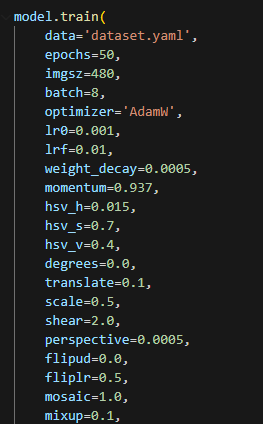 model.train(
data='dataset.yaml',
epochs=50,
imgsz=480,
batch=8,
optimizer='AdamW',
lr0=0.001,
lrf=0.01,
weight_decay=0.0005,
momentum=0.937,
hsv_h=0.015,
hsv_s=0.7,
hsv_v=0.4,
degrees=0.0,
translate=0.1,
scale=0.5,
shear=2.0,
perspective=0.0005,
flipud=0.0,
fliplr=0.5,
mosaic=1.0,
mixup=0.1,